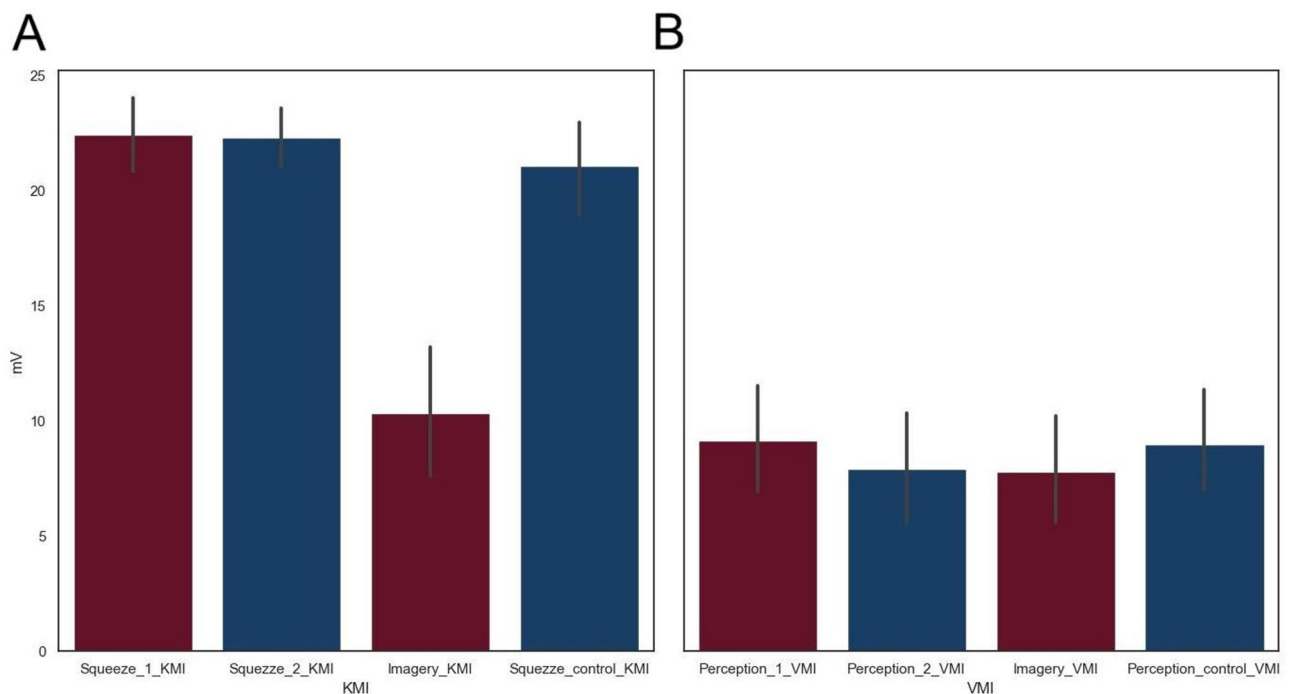 A
B
25
20
15
10
5
0
mV
Squeeze_1_KMI Squezze_2_KMI Imagery_KMI Squezze_control_KMI
KMI
Perception_1_VMI Perception_2_VMI Imagery_VMI Perception_control_VMI
VMI